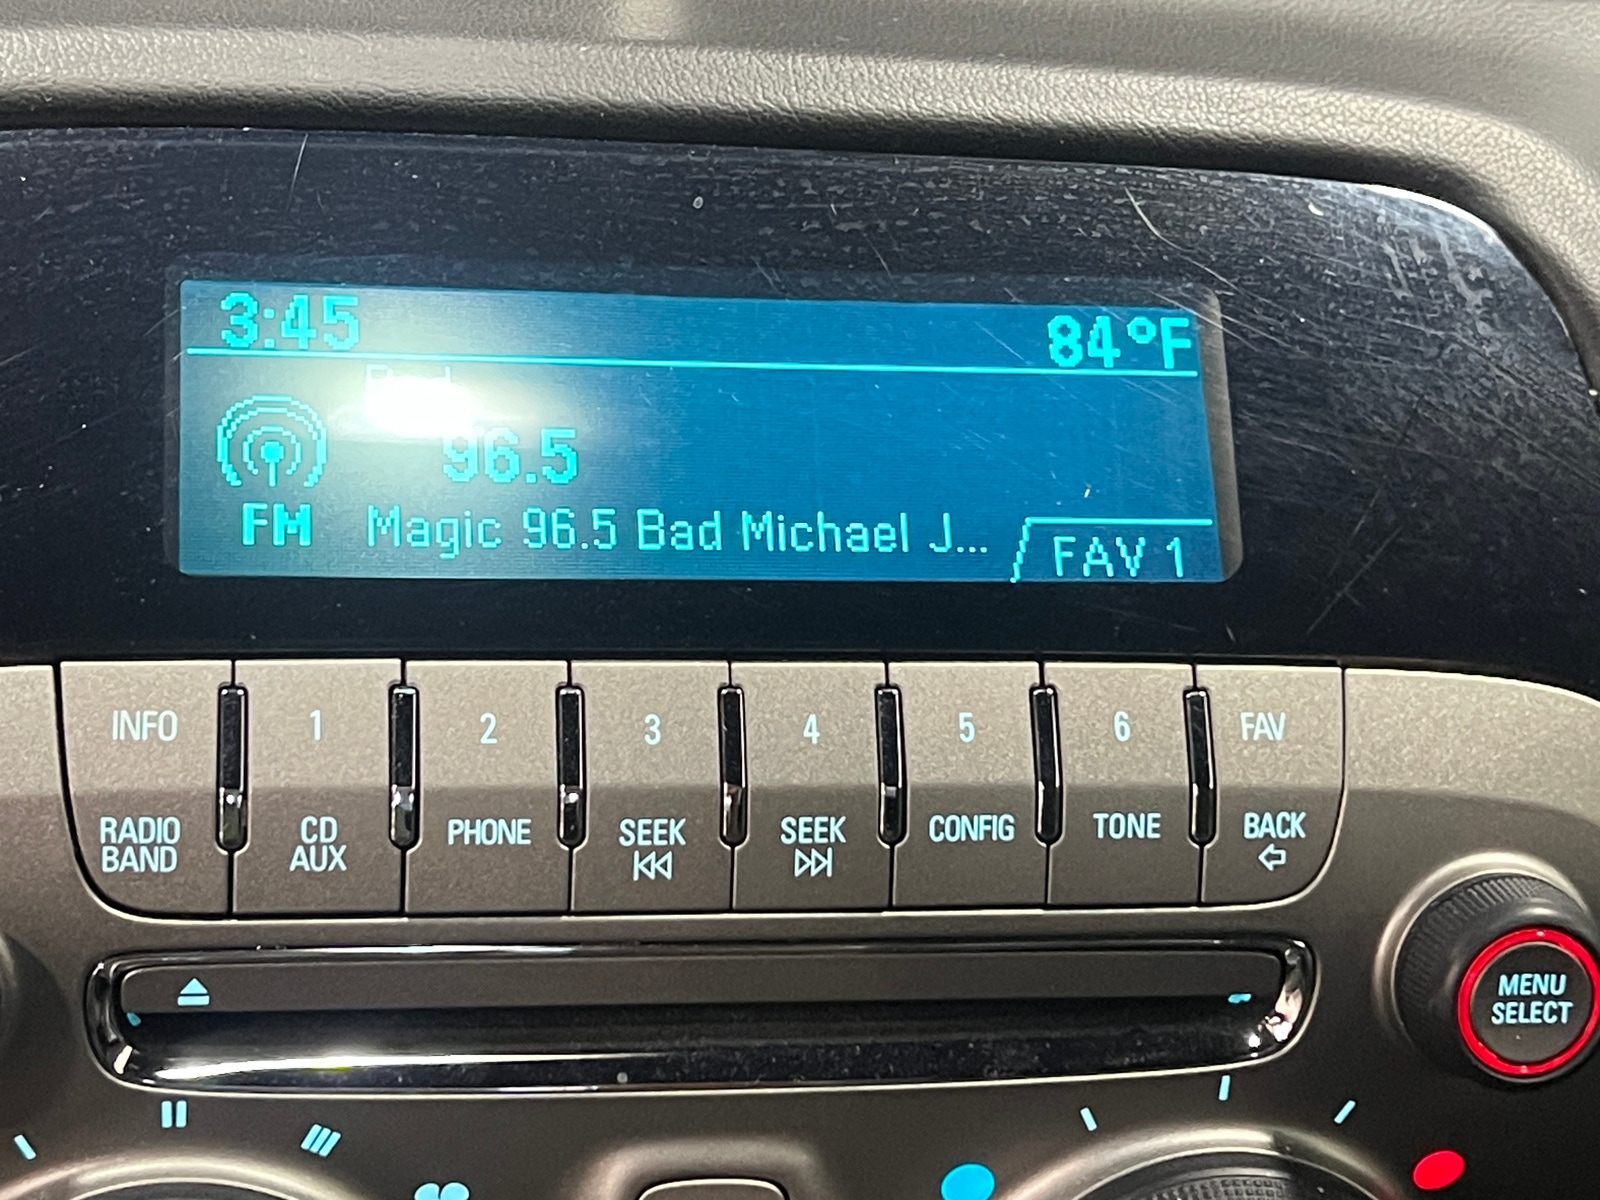 3:45 84°F
Bad
96.5
FM Magic 96.5 Bad Michael J... FAV 1
INFO 1 2 3 4 5 6 FAV
RADIO BAND CD AUX PHONE SEEK SEEK CONFIG TONE BACK
MENU
SELECT